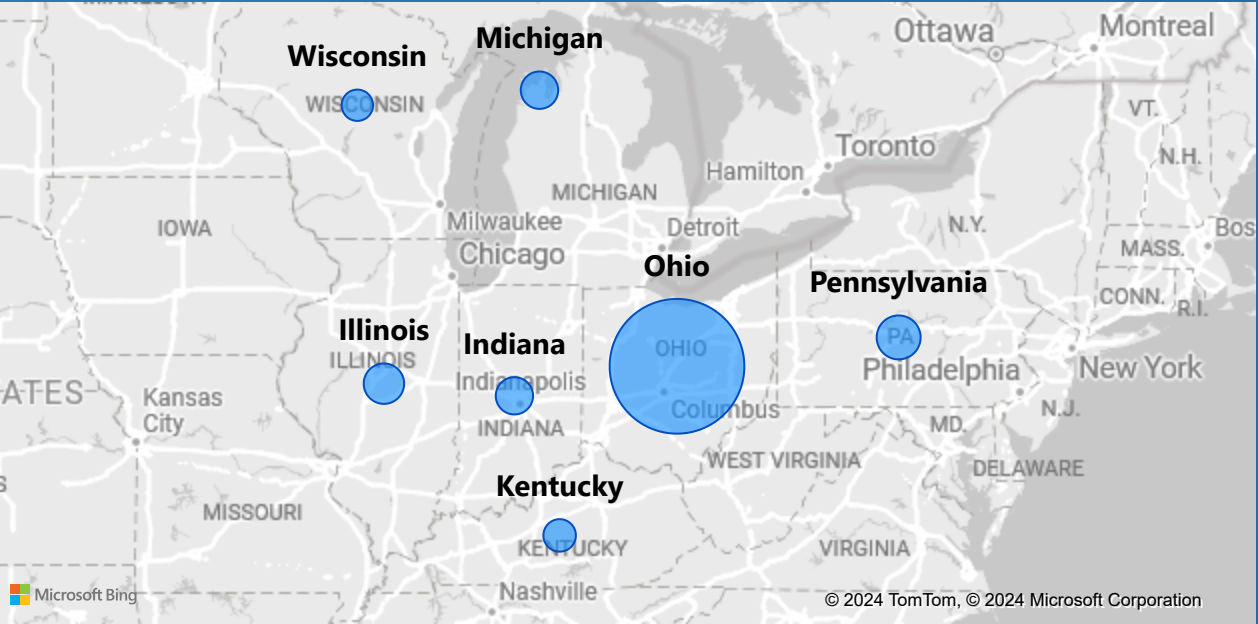 Ottawa
Montreal
Michigan
Wisconsin
WISCONSIN
VT.
Toronto
N.H.
Hamilton
MICHIGAN
IOWA
Milwaukee
Detroit
N.Y.
Bos
MASS.
Chicago
Ohio
Pennsylvania
CONN.
R.I.
Illinois
Indiana
PA
OHIO
ILLINOIS
Philadelphia
New York
Indianapolis
ATES
Kansas
City
Columbus
N.J.
INDIANA
MD.
WEST VIRGINIA
DELAWARE
Kentucky
S
MISSOURI
KENTUCKY
VIRGINIA
Nashville
Microsoft Bing
© 2024 TomTom, © 2024 Microsoft Corporation